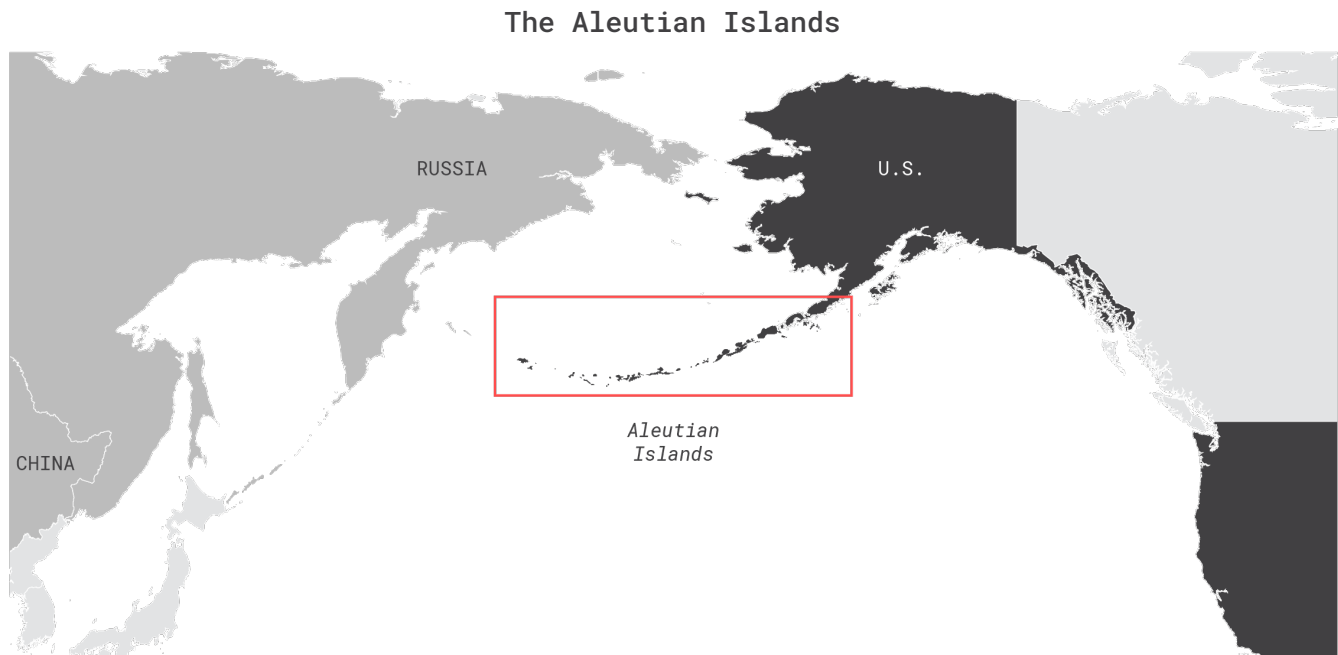 The Aleutian Islands
RUSSIA
U.S.
Aleutian
Islands
CHINA